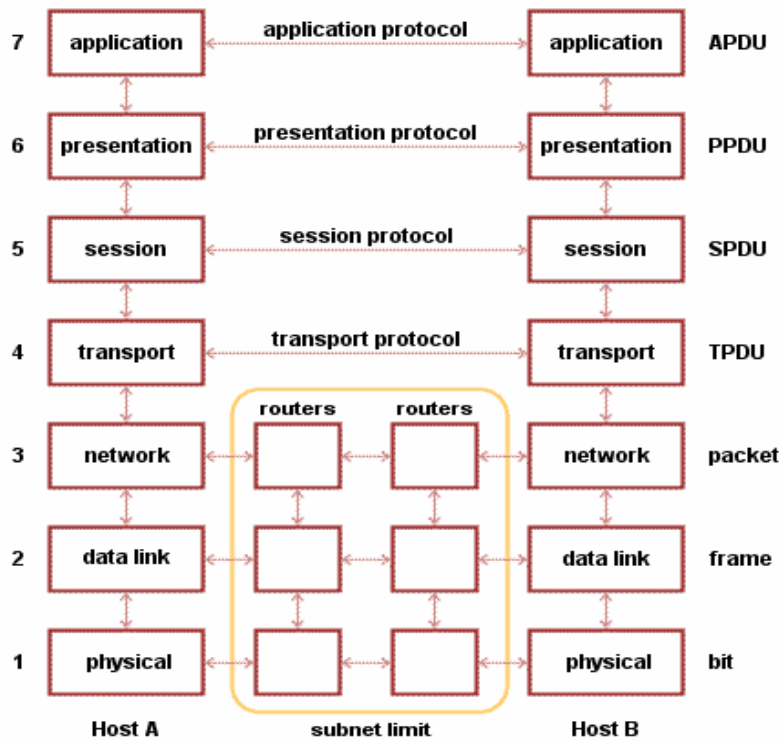 7 application application protocol application APDU
6 presentation presentation protocol presentation PPDU
5 session session protocol session SPDU
4 transport transport protocol transport TPDU
routers routers
3 network network packet
2 data link data link frame
1 physical physical bit
Host A subnet limit Host B